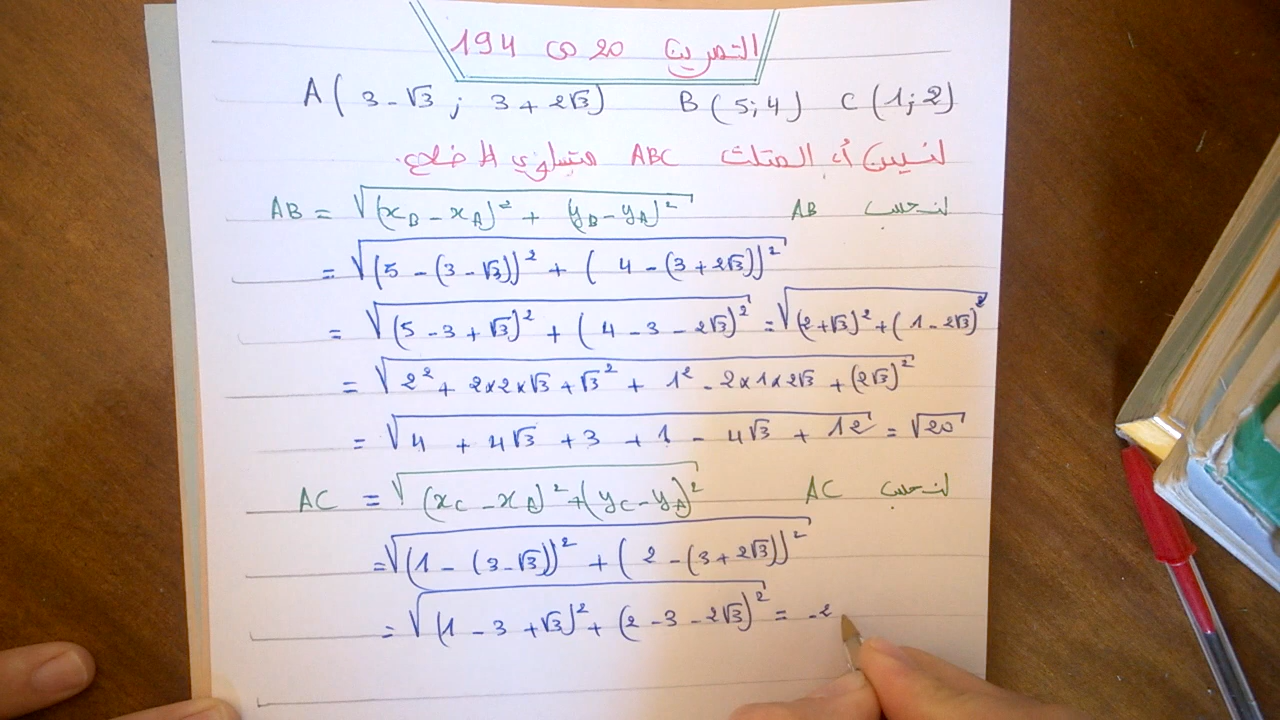 التمرين 20 ص 194
A(3-√3 ; 3+2√3) B(5;4) C(1;2)
لنبين أن المثلث ABC متساوي الأضلاع.
لنحسب AB
AB = √((x_B - x_A)² + (y_B - y_A)²)
= √((5 - (3 - √3))² + (4 - (3 + 2√3))²)
= √((5 - 3 + √3)² + (4 - 3 - 2√3)²) = √((2 + √3)² + (1 - 2√3)²)
= √(2² + 2×2×√3 + √3² + 1² - 2×1×2√3 + (2√3)²)
= √(4 + 4√3 + 3 + 1 - 4√3 + 12) = √20
لنحسب AC
AC = √((x_C - x_A)² + (y_C - y_A)²)
= √((1 - (3 - √3))² + (2 - (3 + 2√3))²)
= √((1 - 3 + √3)² + (2 - 3 - 2√3)²) = -2